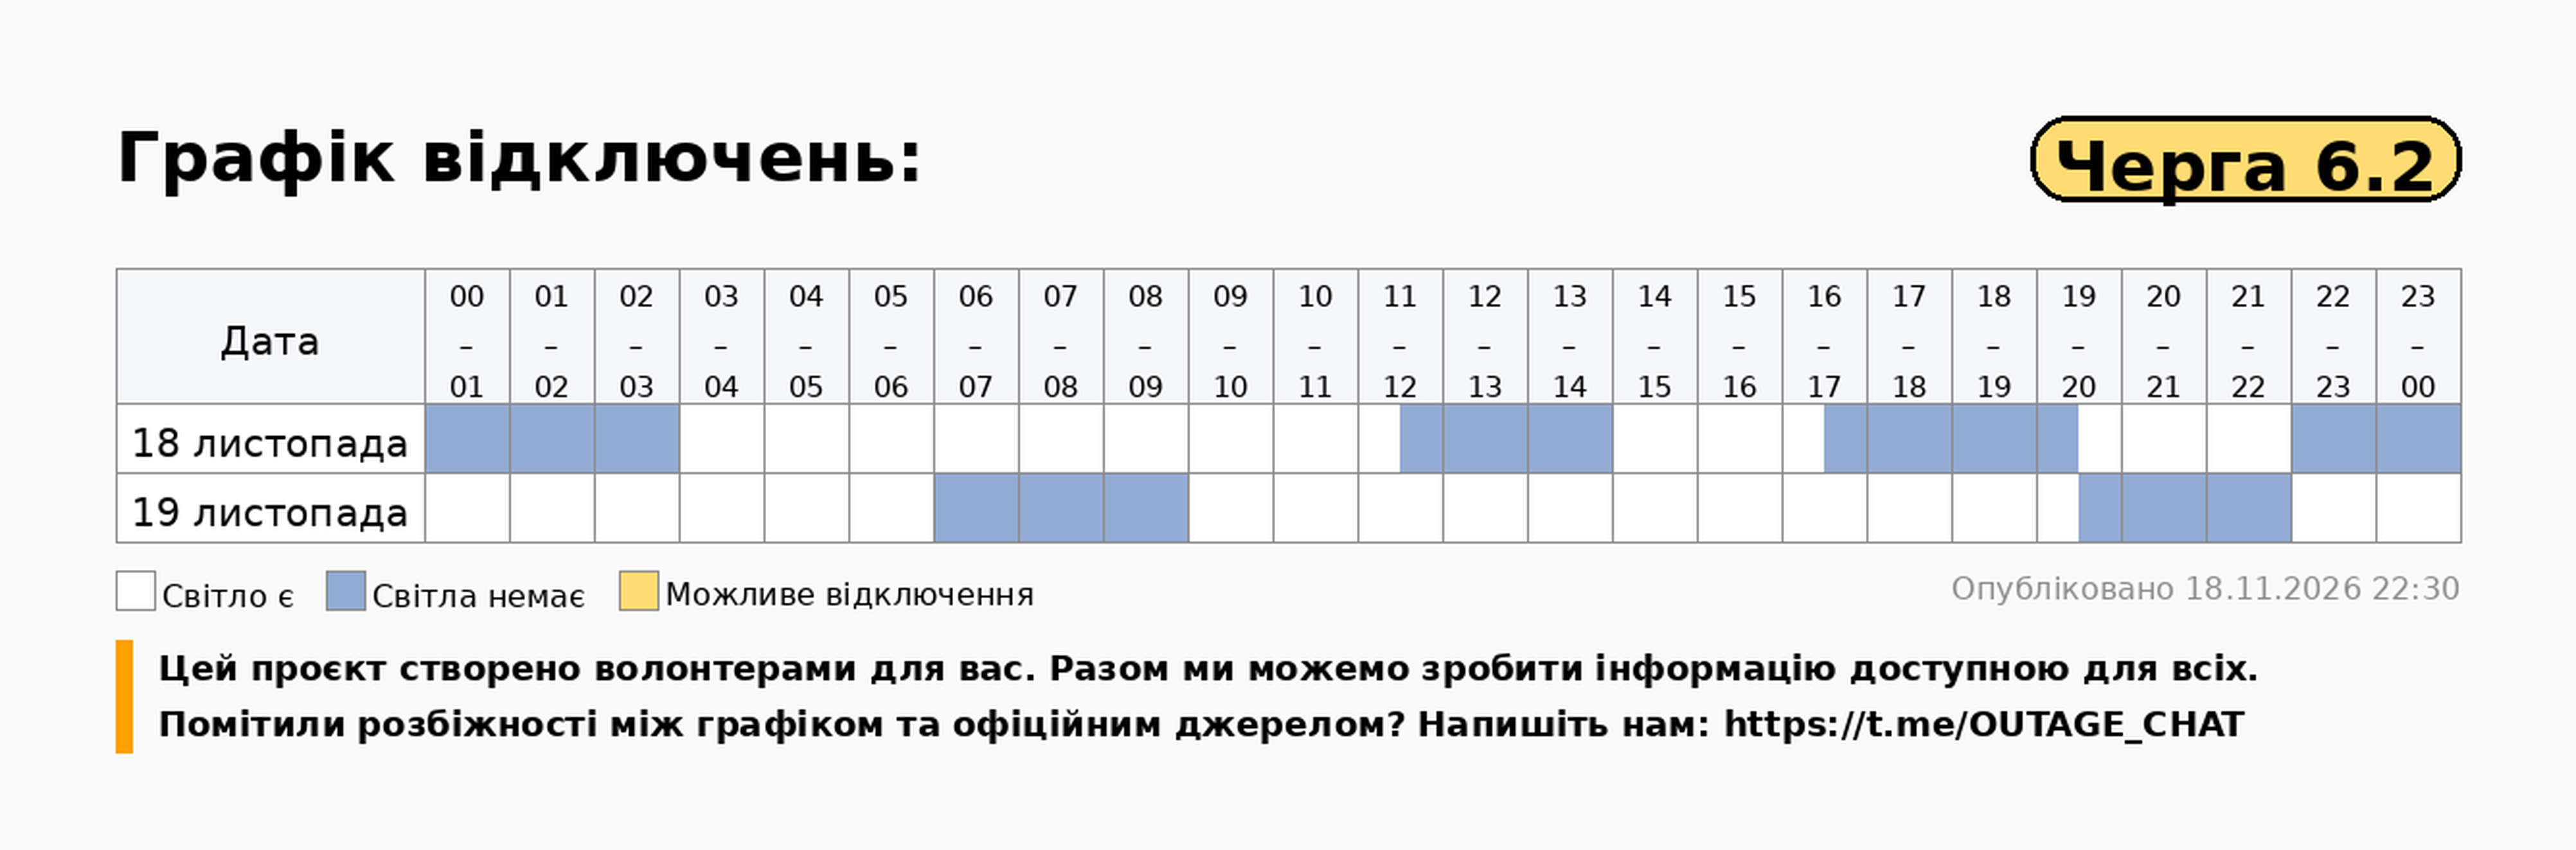 Графік відключень:
Черга 6.2
Дата 00 – 01 01 – 02 02 – 03 03 – 04 04 – 05 05 – 06 06 – 07 07 – 08 08 – 09 09 – 10 10 – 11 11 – 12 12 – 13 13 – 14 14 – 15 15 – 16 16 – 17 17 – 18 18 – 19 19 – 20 20 – 21 21 – 22 22 – 23 23 – 00
18 листопада
19 листопада
Світло є Світла немає Можливе відключення
Опубліковано 18.11.2026 22:30
Цей проєкт створено волонтерами для вас. Разом ми можемо зробити інформацію доступною для всіх.
Помітили розбіжності між графіком та офіційним джерелом? Напишіть нам: https://t.me/OUTAGE_CHAT